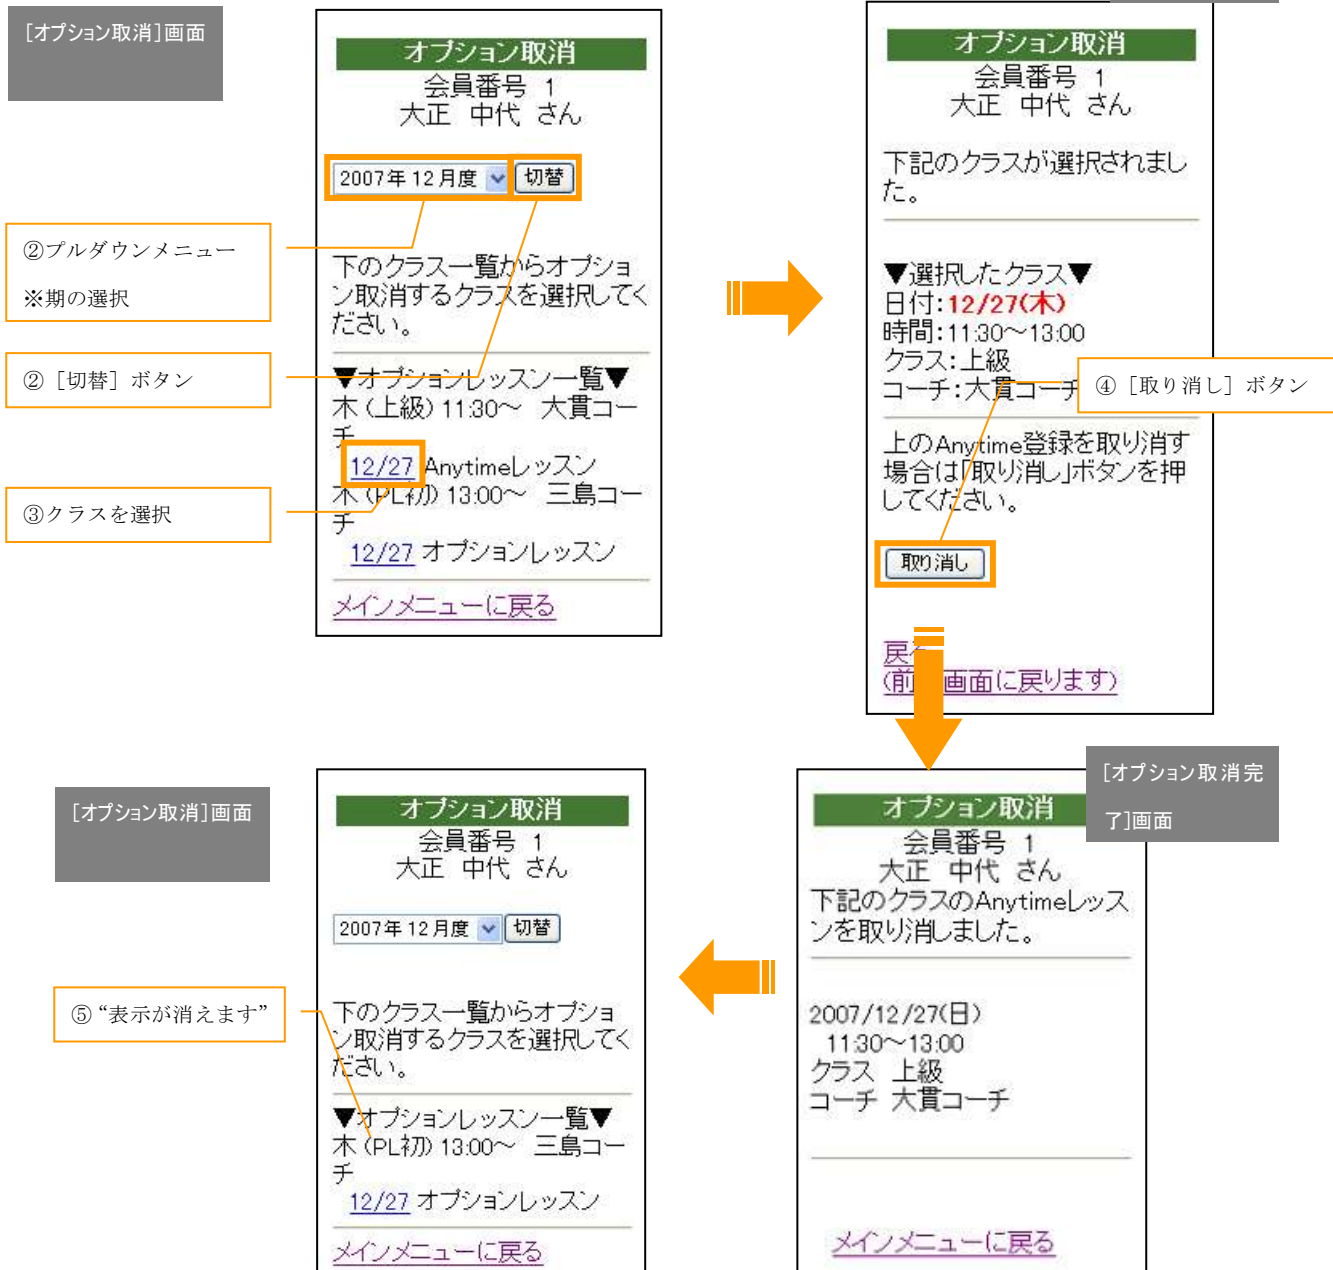 [オプション取消]画面
オプション取消
会員番号 1
大正 中代 さん
2007年12月度 切替
②プルダウンメニュー
※期の選択
下のクラス一覧からオプショ
ン取消するクラスを選択してく
ださい。
②［切替］ボタン
▼オプションレッスン一覧▼
木(上級) 11:30～ 大貫コー
チ
12/27 Anytimeレッスン
木(PL初) 13:00～ 三島コー
チ
12/27 オプションレッスン
③クラスを選択
メインメニューに戻る
オプション取消
会員番号 1
大正 中代 さん
下記のクラスが選択されまし
た。
▼選択したクラス▼
日付:12/27(木)
時間:11:30～13:00
クラス:上級
コーチ:大貫コーチ
④［取り消し］ボタン
上のAnytime登録を取り消す
場合は「取り消し」ボタンを押
してください。
取り消し
戻る
(前 画面に戻ります)
[オプション取消完
了]画面
オプション取消
会員番号 1
大正 中代 さん
下記のクラスのAnytimeレッス
ンを取り消しました。
2007/12/27(日)
11:30～13:00
クラス 上級
コーチ 大貫コーチ
メインメニューに戻る
[オプション取消]画面
オプション取消
会員番号 1
大正 中代 さん
2007年12月度 切替
⑤“表示が消えます”
下のクラス一覧からオプショ
ン取消するクラスを選択してく
ださい。
▼オプションレッスン一覧▼
木(PL初) 13:00～ 三島コー
チ
12/27 オプションレッスン
メインメニューに戻る